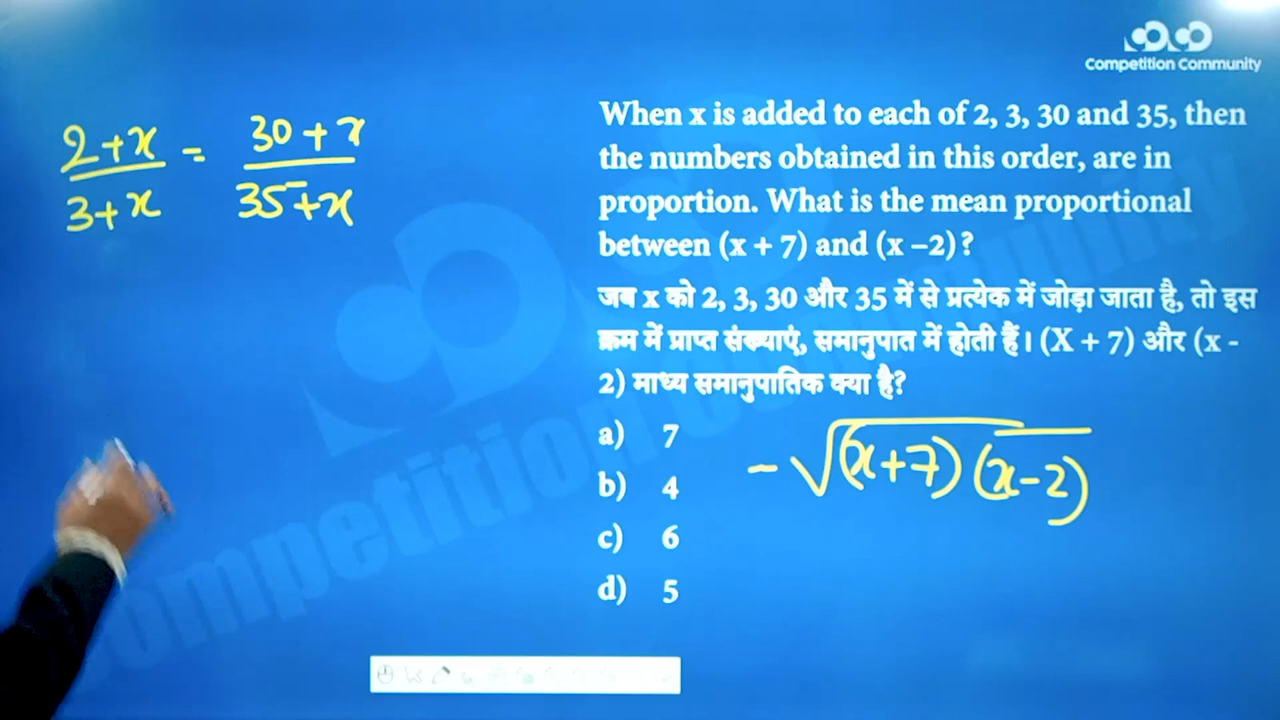 Competition Community
2+x/3+x = 30+x/35+x
When x is added to each of 2, 3, 30 and 35, then
the numbers obtained in this order, are in
proportion. What is the mean proportional
between (x + 7) and (x –2)?
जब x को 2, 3, 30 और 35 में से प्रत्येक में जोड़ा जाता है, तो इस
क्रम में प्राप्त संख्याएं, समानुपात में होती हैं। (X + 7) और (x -
2) माध्य समानुपातिक क्या है?
a) 7
b) 4
c) 6
d) 5
- √(x+7)(x-2)
Competition Community